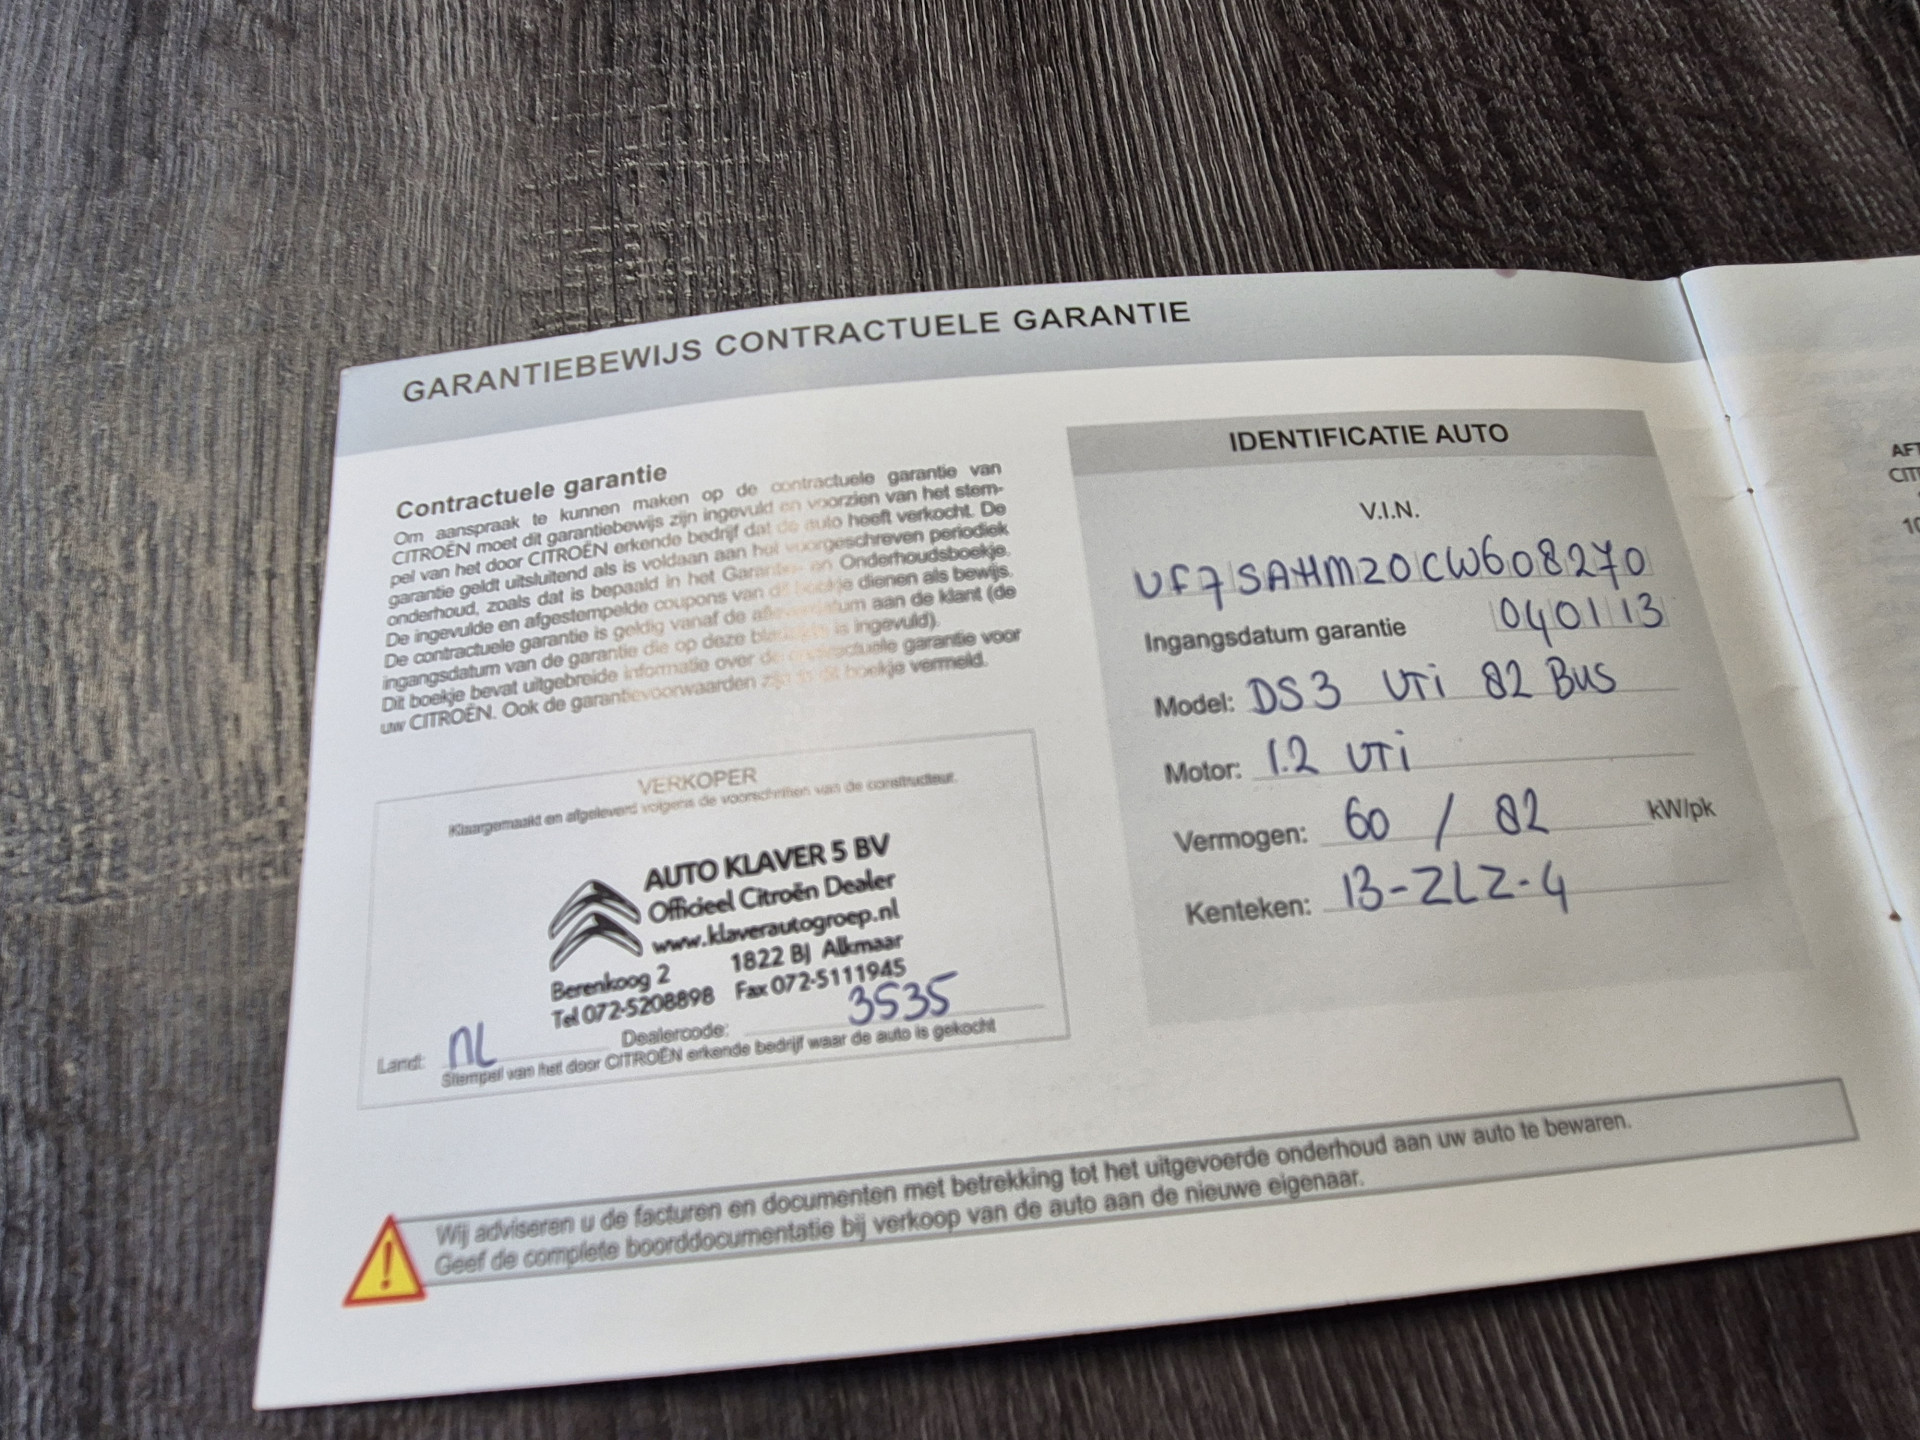 GARANTIEBEWIJS CONTRACTUELE GARANTIE
Contractuele garantie
Om aanspraak te kunnen maken op de contractuele garantie van
CITROËN moet dit garantiebewijs zijn ingevuld en voorzien van het stem-
pel van het door CITROËN erkende bedrijf dat de auto heeft verkocht. De
garantie geldt uitsluitend als is voldaan aan het voorgeschreven periodiek
onderhoud, zoals dat is bepaald in het Garantie- en Onderhoudsboekje.
De ingevulde en afgestempelde coupons van dit boekje dienen als bewijs.
De contractuele garantie is geldig vanaf de afleverdatum aan de klant (de
ingangsdatum van de garantie die op deze bladzijde is ingevuld).
Dit boekje bevat uitgebreide informatie over de contractuele garantie voor
uw CITROËN. Ook de garantievoorwaarden zijn in dit boekje vermeld.
VERKOPER
Klaargemaakt en afgeleverd volgens de voorschriften van de constructeur.
AUTO KLAVER 5 BV
Officieel Citroën Dealer
www.klaverautogroep.nl
Berenkoog 2 1822 BJ Alkmaar
Tel 072-5208898 Fax 072-5111945
Land: NL Dealercode: 3535
Stempel van het door CITROËN erkende bedrijf waar de auto is gekocht
IDENTIFICATIE AUTO
V.I.N.
VF7SAHMZ0CW608270
Ingangsdatum garantie 040113
Model: DS3 VTi 82 Bus
Motor: 1.2 VTi
Vermogen: 60 / 82 kW/pk
Kenteken: 13-ZLZ-4
Wij adviseren u de facturen en documenten met betrekking tot het uitgevoerde onderhoud aan uw auto te bewaren.
Geef de complete boorddocumentatie bij verkoop van de auto aan de nieuwe eigenaar.
AFT
CIT
10